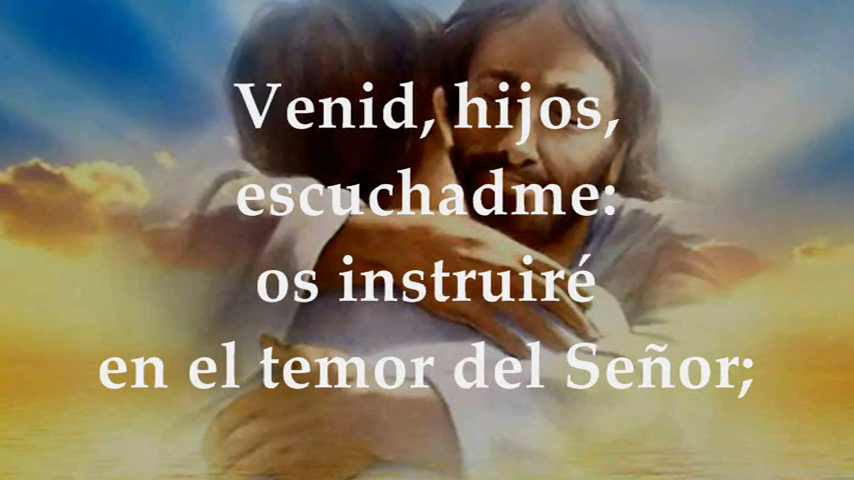 Venid, hijos,
escuchadme:
os instruiré
en el temor del Señor;